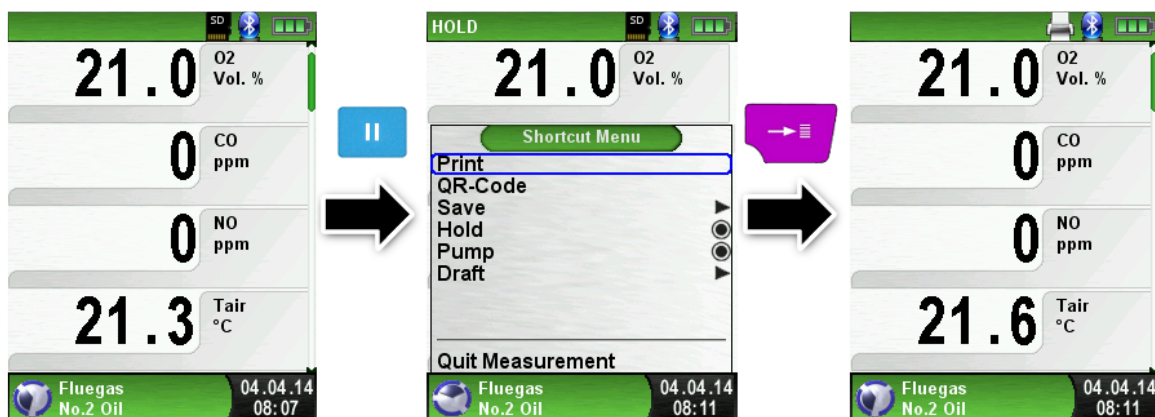 SD
21.0
O2
Vol. %
0
CO
ppm
0
NO
ppm
21.3
Tair
°C
Fluegas
No.2 Oil
04.04.14
08:07
HOLD
SD
21.0
O2
Vol. %
Shortcut Menu
Print
QR-Code
Save
Hold
Pump
Draft
Quit Measurement
Fluegas
No.2 Oil
04.04.14
08:11
21.0
O2
Vol. %
0
CO
ppm
0
NO
ppm
21.6
Tair
°C
Fluegas
No.2 Oil
04.04.14
08:11